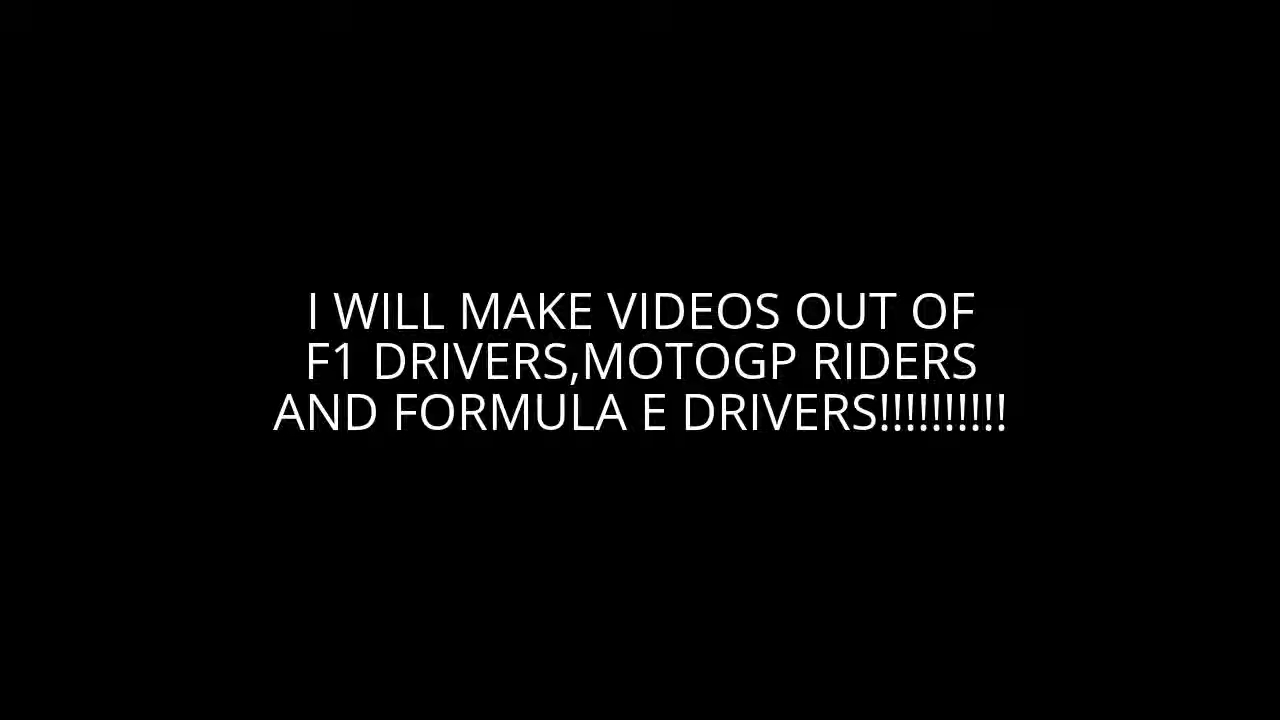 I WILL MAKE VIDEOS OUT OF
F1 DRIVERS,MOTOGP RIDERS
AND FORMULA E DRIVERS!!!!!!!!!!